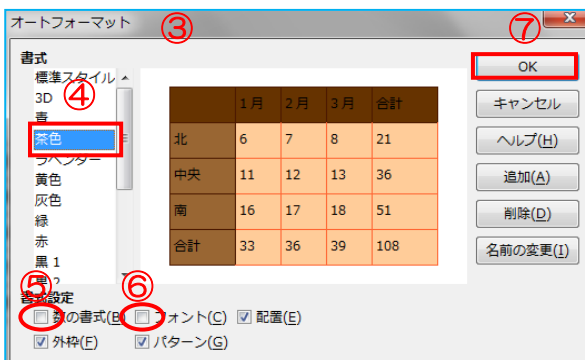 オートフォーマット
③
⑦
書式
標準スタイル
④
3D
青
茶色
ラベンダー
黄色
灰色
緑
赤
黒 1
黒 2
1月 2月 3月 合計
北 6 7 8 21
中央 11 12 13 36
南 16 17 18 51
合計 33 36 39 108
OK
キャンセル
ヘルプ(H)
追加(A)
削除(D)
名前の変更(I)
⑤
⑥
書式設定
数の書式(B) フォント(C) 配置(E)
外枠(F) パターン(G)